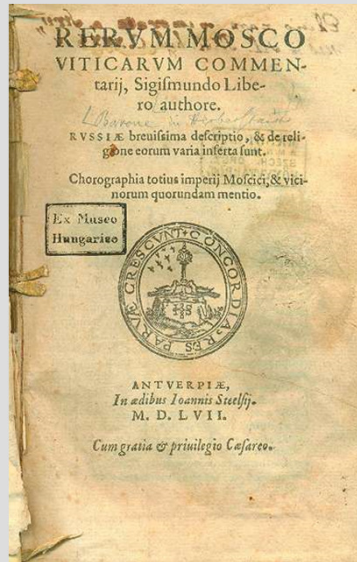 RERVM MOSCO
VITICARVM COMMEN-
tarij, Sigiſmundo Libe-
ro authore.
RVSSIÆ breuiſsima deſcriptio, & de reli-
gione eorum varia inſerta ſunt.
Chorographia totius imperij Moſcici, & vici-
norum quorundam mentio.
Ex Museo
Hungarico
CONCORDIA RES PARVÆ CRESCVNT
ANTVERPIÆ,
In ædibus Ioannis Steelſij.
M. D. LVII.
Cum gratia & priuilegio Cæſareo.